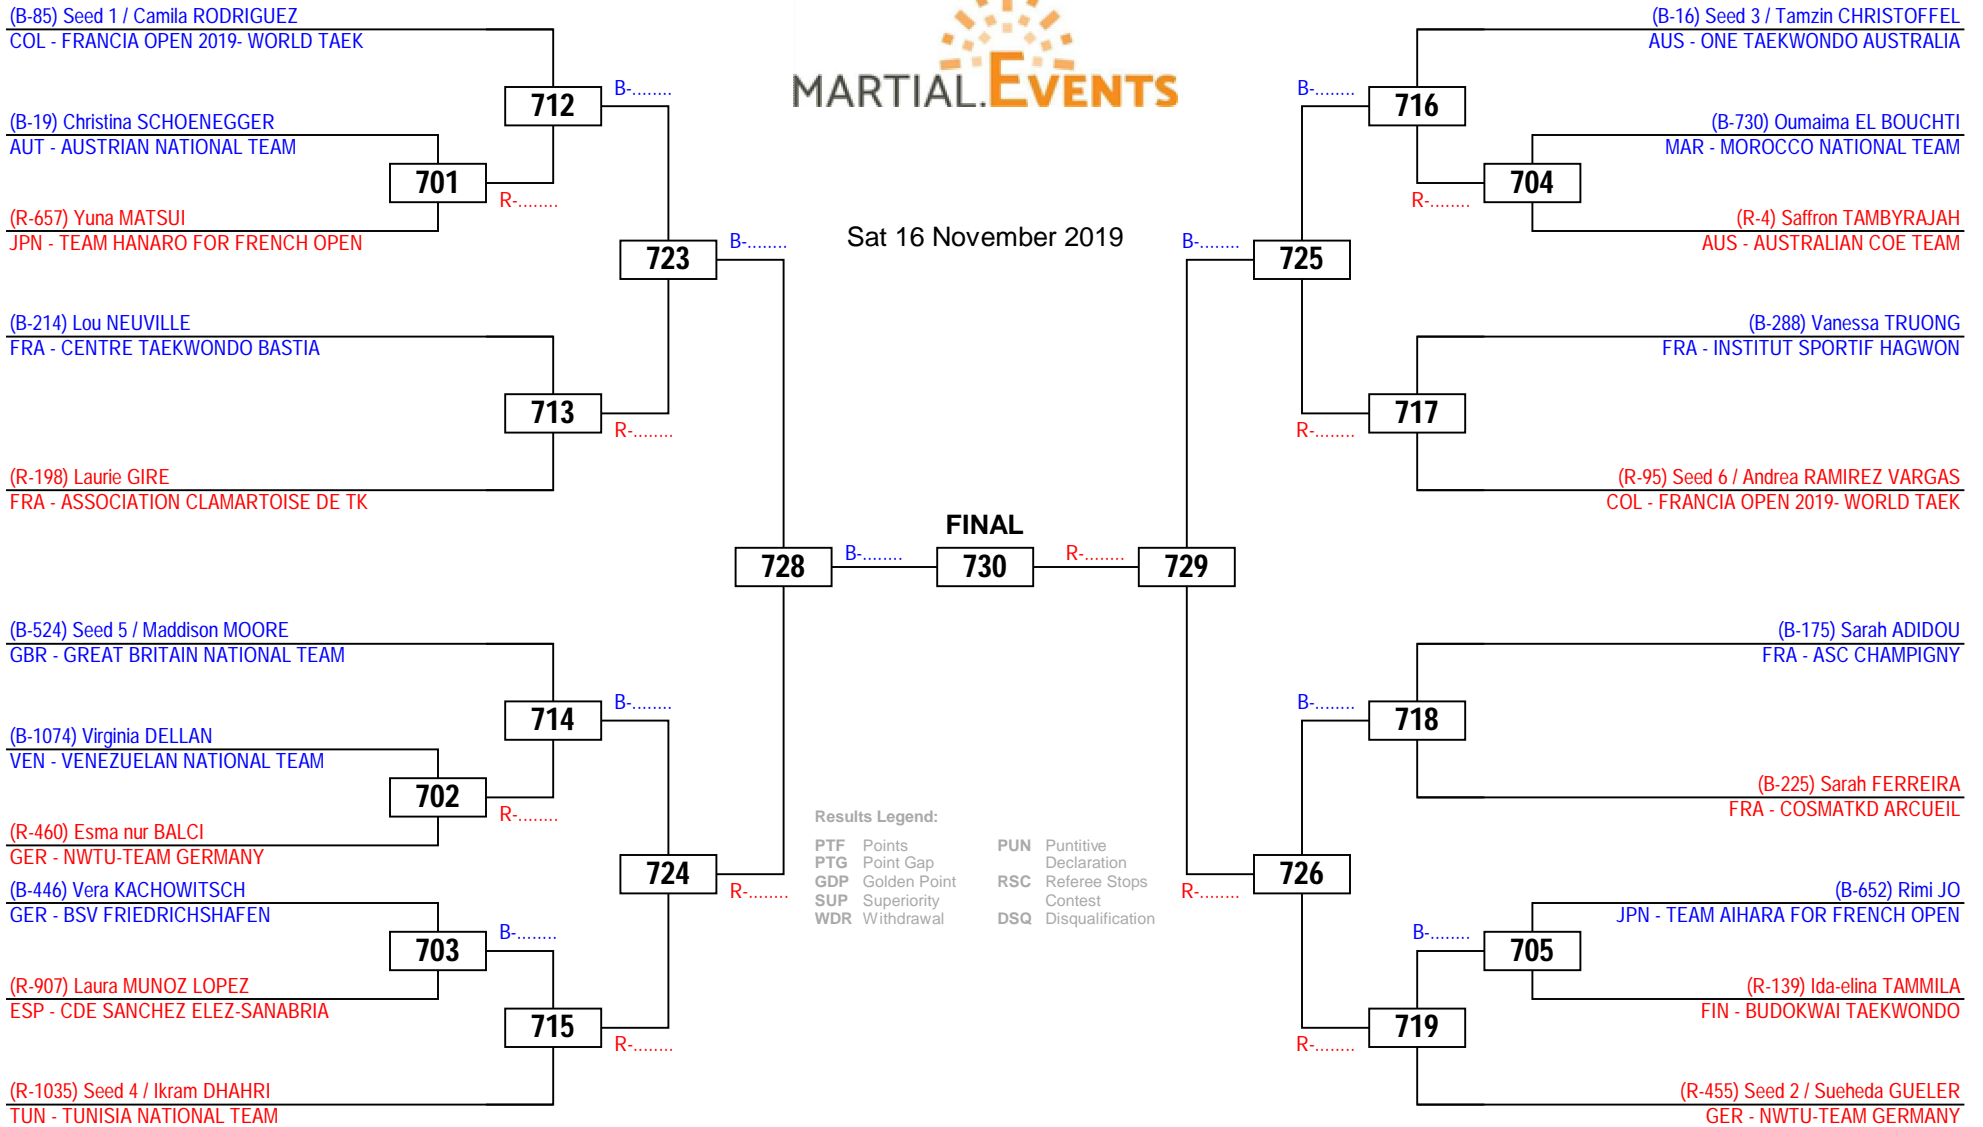 (B-85) Seed 1 / Camila RODRIGUEZ
COL - FRANCIA OPEN 2019- WORLD TAEK
(B-19) Christina SCHOENEGGER
AUT - AUSTRIAN NATIONAL TEAM
(R-657) Yuna MATSUI
JPN - TEAM HANARO FOR FRENCH OPEN
(B-214) Lou NEUVILLE
FRA - CENTRE TAEKWONDO BASTIA
(R-198) Laurie GIRE
FRA - ASSOCIATION CLAMARTOISE DE TK
(B-524) Seed 5 / Maddison MOORE
GBR - GREAT BRITAIN NATIONAL TEAM
(B-1074) Virginia DELLAN
VEN - VENEZUELAN NATIONAL TEAM
(R-460) Esma nur BALCI
GER - NWTU-TEAM GERMANY
(B-446) Vera KACHOWITSCH
GER - BSV FRIEDRICHSHAFEN
(R-907) Laura MUNOZ LOPEZ
ESP - CDE SANCHEZ ELEZ-SANABRIA
(R-1035) Seed 4 / Ikram DHAHRI
TUN - TUNISIA NATIONAL TEAM
701
R-........
702
R-........
703
B-........
712
B-........
713
R-........
714
B-........
715
R-........
723
B-........
724
R-........
728
B-........
MARTIAL.EVENTS
Sat 16 November 2019
FINAL
730
R-........
729
Results Legend:
PTF Points
PTG Point Gap
GDP Golden Point
SUP Superiority
WDR Withdrawal
PUN Puntitive
Declaration
RSC Referee Stops
Contest
DSQ Disqualification
B-........
725
R-........
726
B-........
716
R-........
717
B-........
718
R-........
719
R-........
704
B-........
705
(B-16) Seed 3 / Tamzin CHRISTOFFEL
AUS - ONE TAEKWONDO AUSTRALIA
(B-730) Oumaima EL BOUCHTI
MAR - MOROCCO NATIONAL TEAM
(R-4) Saffron TAMBYRAJAH
AUS - AUSTRALIAN COE TEAM
(B-288) Vanessa TRUONG
FRA - INSTITUT SPORTIF HAGWON
(R-95) Seed 6 / Andrea RAMIREZ VARGAS
COL - FRANCIA OPEN 2019- WORLD TAEK
(B-175) Sarah ADIDOU
FRA - ASC CHAMPIGNY
(B-225) Sarah FERREIRA
FRA - COSMATKD ARCUEIL
(B-652) Rimi JO
JPN - TEAM AIHARA FOR FRENCH OPEN
(R-139) Ida-elina TAMMILA
FIN - BUDOKWAI TAEKWONDO
(R-455) Seed 2 / Sueheda GUELER
GER - NWTU-TEAM GERMANY